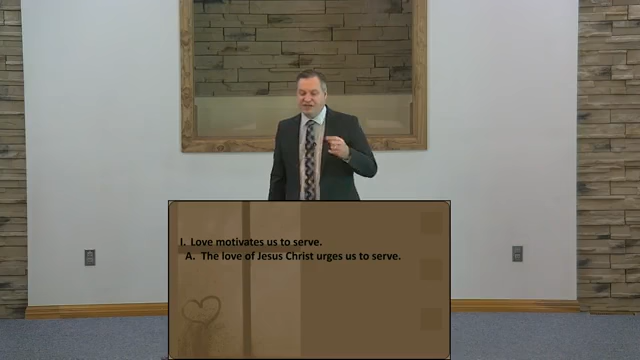 I. Love motivates us to serve.
A. The love of Jesus Christ urges us to serve.